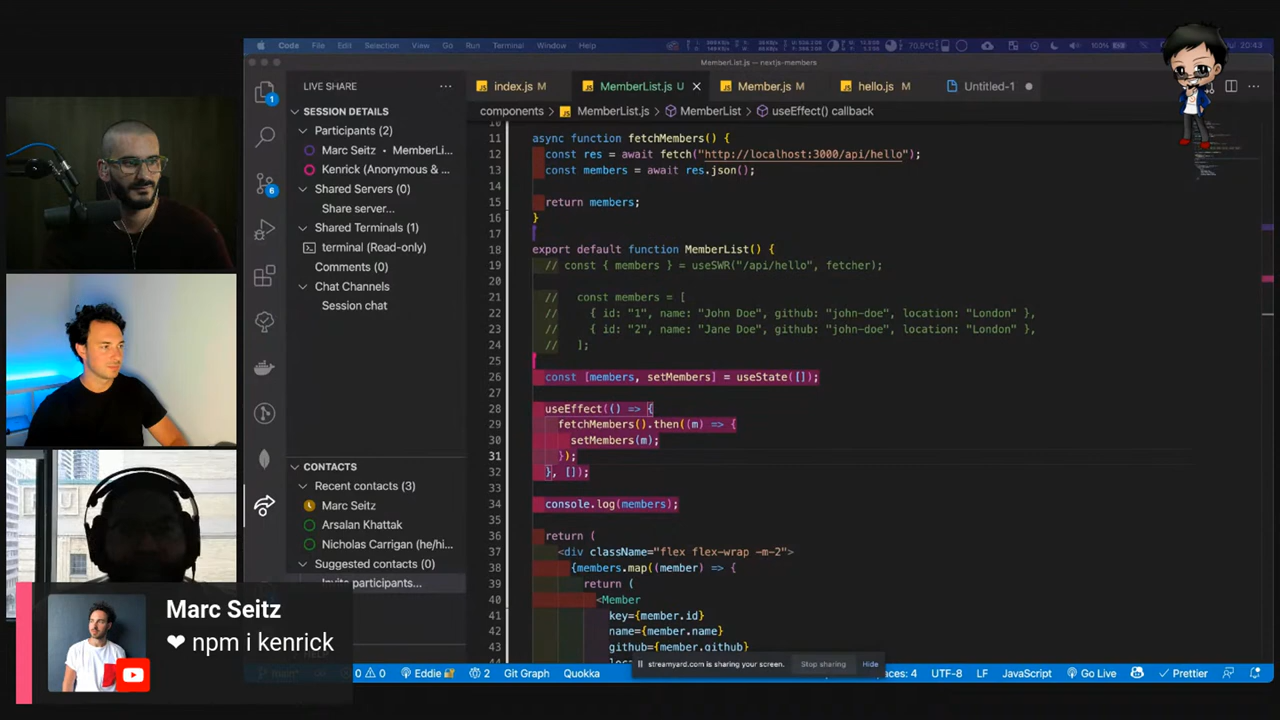 Code File Edit Selection View Go Run Terminal Window Help
70.5°C
100%
20:43
MemberList.js — nextjs-members
LIVE SHARE
index.js M
MemberList.js U
Member.js M
hello.js M
Untitled-1
components > MemberList.js > MemberList > useEffect() callback
1
6
SESSION DETAILS
Participants (2)
Marc Seitz • MemberLi...
Kenrick (Anonymous & ...
Shared Servers (0)
Share server...
Shared Terminals (1)
terminal (Read-only)
Comments (0)
Chat Channels
Session chat
CONTACTS
Recent contacts (3)
Marc Seitz
Arsalan Khattak
Nicholas Carrigan (he/hi...
Suggested contacts (0)
Invite participants...
11 async function fetchMembers() {
12 const res = await fetch("http://localhost:3000/api/hello");
13 const members = await res.json();
14
15 return members;
16 }
17
18 export default function MemberList() {
19 // const { members } = useSWR("/api/hello", fetcher);
20
21 // const members = [
22 // { id: "1", name: "John Doe", github: "john-doe", location: "London" },
23 // { id: "2", name: "Jane Doe", github: "john-doe", location: "London" },
24 // ];
25
26 const [members, setMembers] = useState([]);
27
28 useEffect(() => {
29 fetchMembers().then((m) => {
30 setMembers(m);
31 });
32 }, []);
33
34 console.log(members);
35
36 return (
37 <div className="flex flex-wrap -m-2">
38 {members.map((member) => {
39 return (
40 <Member
41 key={member.id}
42 name={member.name}
43 github={member.github}
Marc Seitz
❤ npm i kenrick
streamyard.com is sharing your screen.
Stop sharing
Hide
0 0
Eddie
2
Git Graph
Quokka
aces: 4
UTF-8
LF
JavaScript
Go Live
Prettier